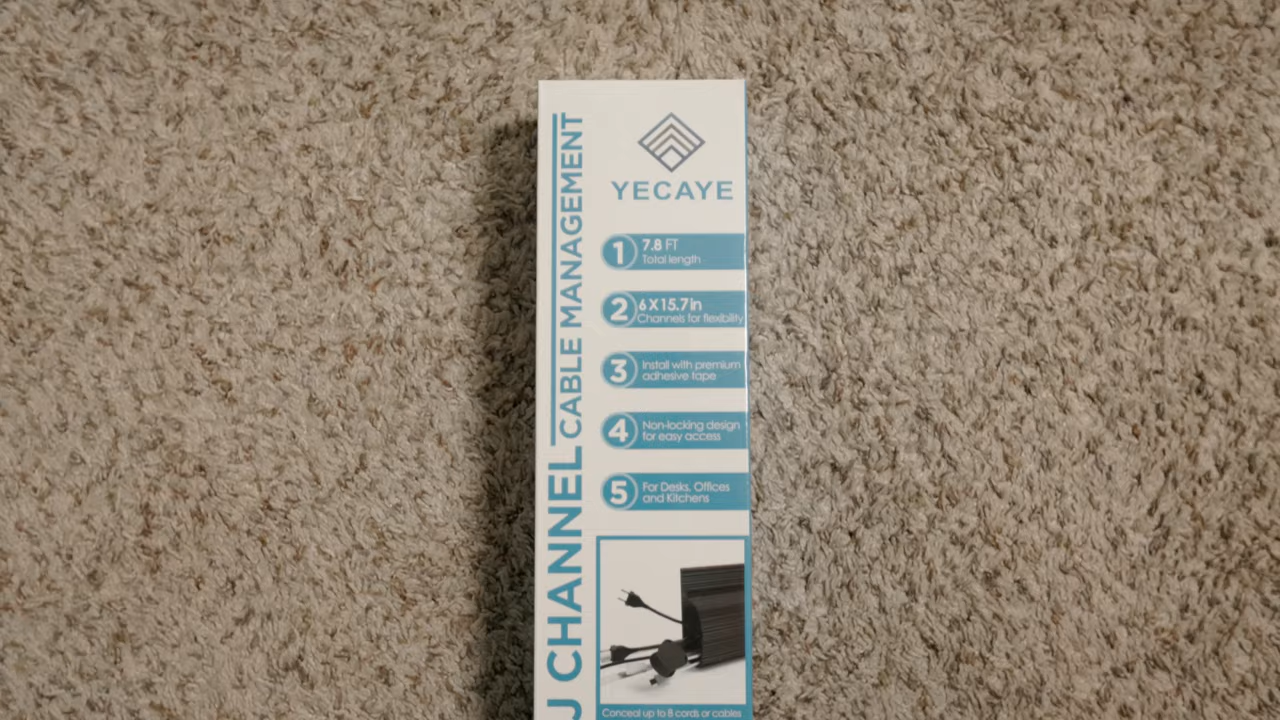 J CHANNEL CABLE MANAGEMENT
YECAYE
1 7.8 FT
Total length
2 6 X 15.7 in
Channels for flexibility
3 Install with premium
adhesive tape
4 Non-locking design
for easy access
5 For Desks, Offices
and Kitchens
Conceal up to 8 cords or cables